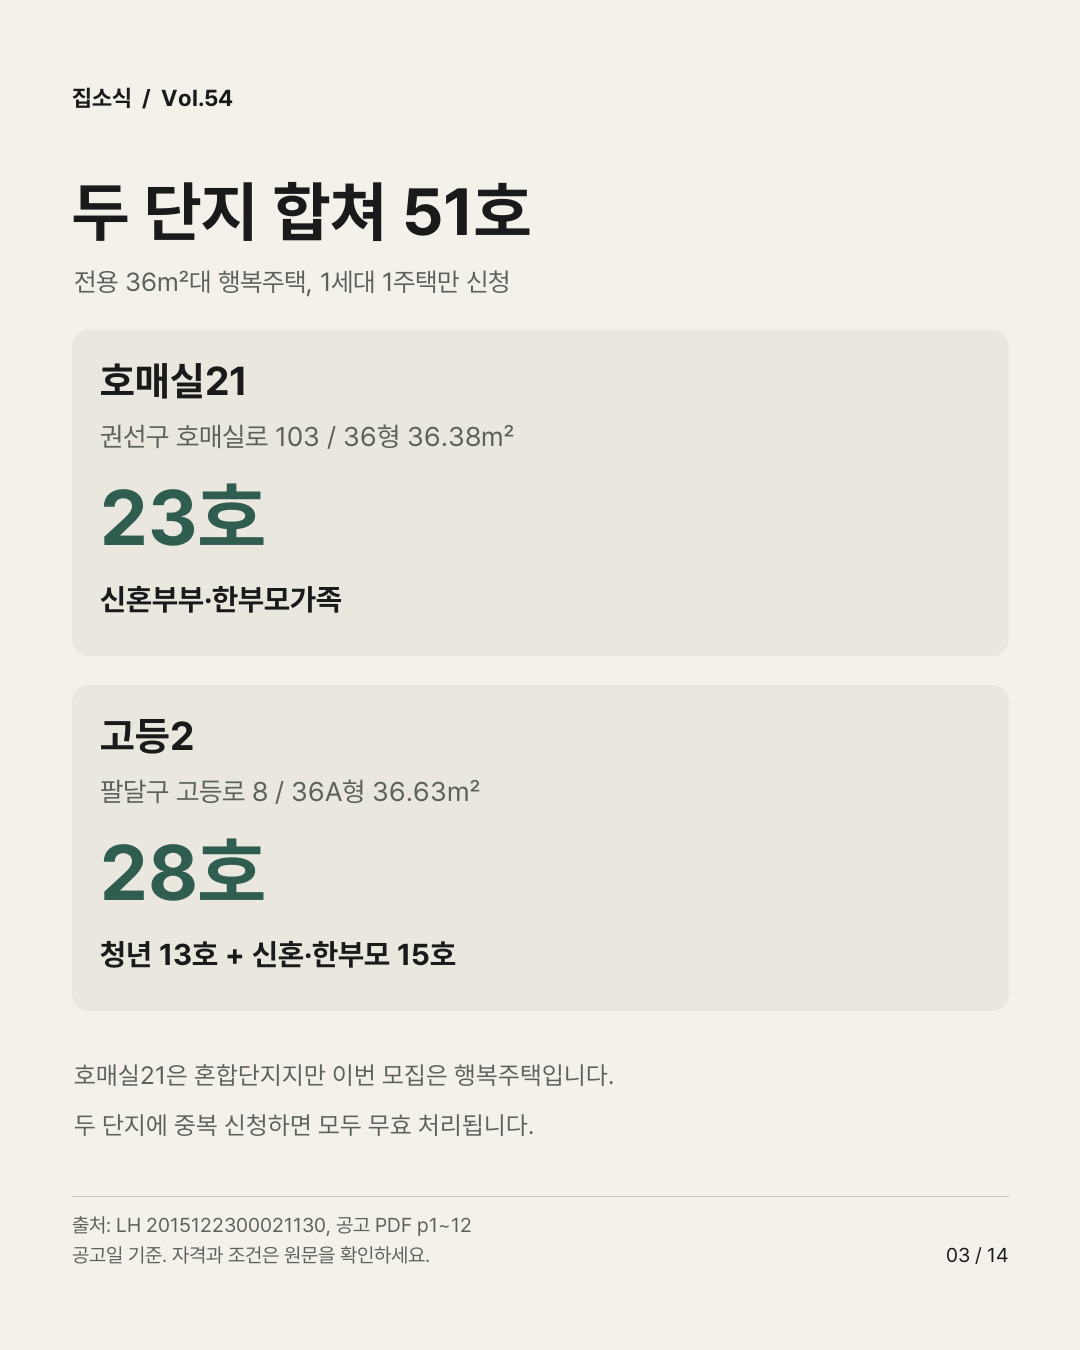 집소식 / Vol.54
두 단지 합쳐 51호
전용 36m²대 행복주택, 1세대 1주택만 신청
호매실21
권선구 호매실로 103 / 36형 36.38m²
23호
신혼부부·한부모가족
고등2
팔달구 고등로 8 / 36A형 36.63m²
28호
청년 13호 + 신혼·한부모 15호
호매실21은 혼합단지지만 이번 모집은 행복주택입니다.
두 단지에 중복 신청하면 모두 무효 처리됩니다.
출처: LH 2015122300021130, 공고 PDF p1~12
공고일 기준. 자격과 조건은 원문을 확인하세요.
03 / 14